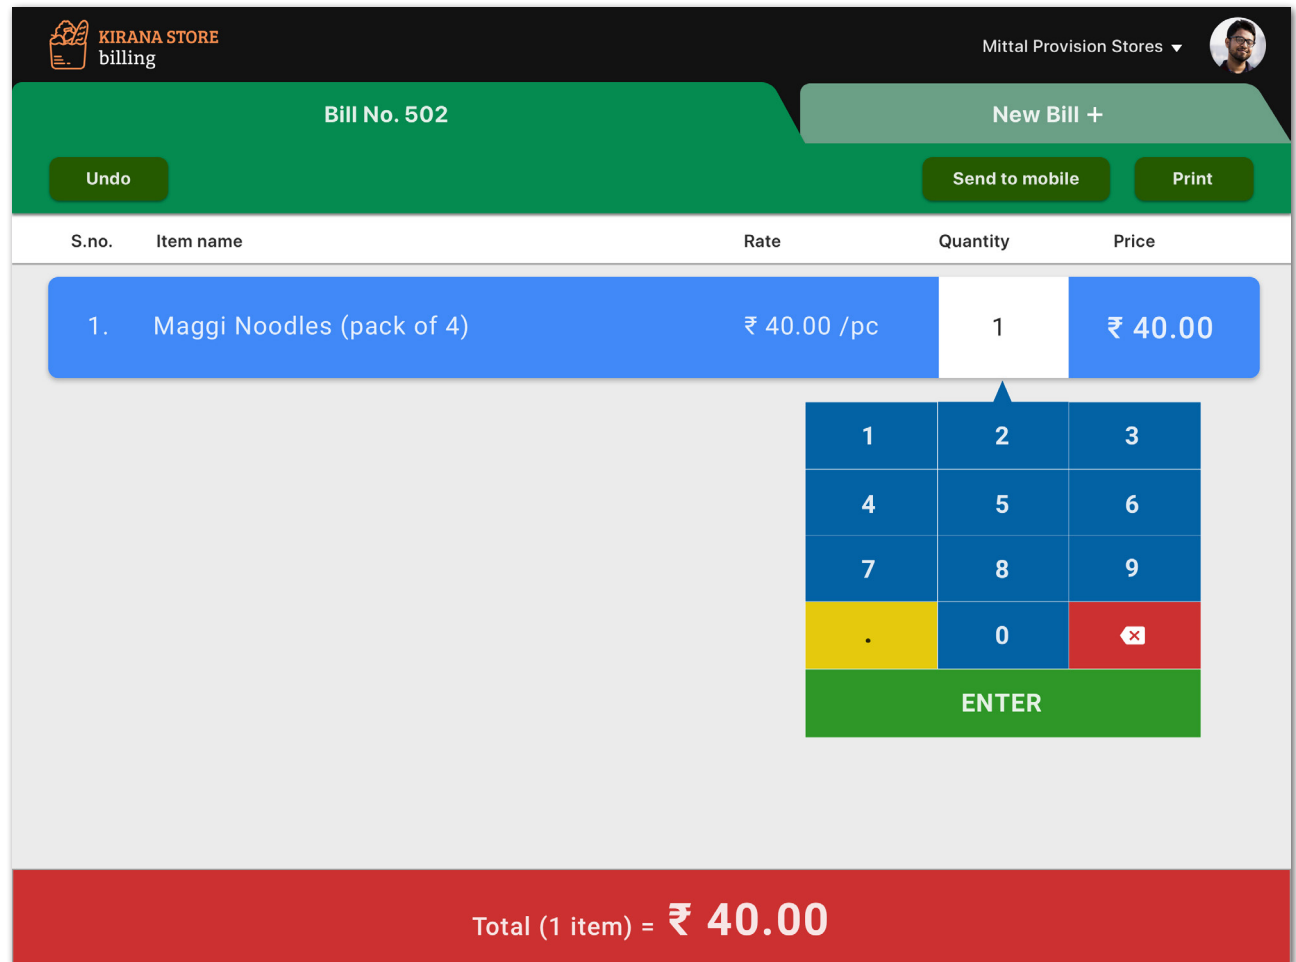 KIRANA STORE
billing
Mittal Provision Stores
Bill No. 502
New Bill +
Undo
Send to mobile
Print
S.no. Item name Rate Quantity Price
1. Maggi Noodles (pack of 4) ₹ 40.00 /pc 1 ₹ 40.00
1 2 3
4 5 6
7 8 9
. 0
ENTER
Total (1 item) = ₹ 40.00